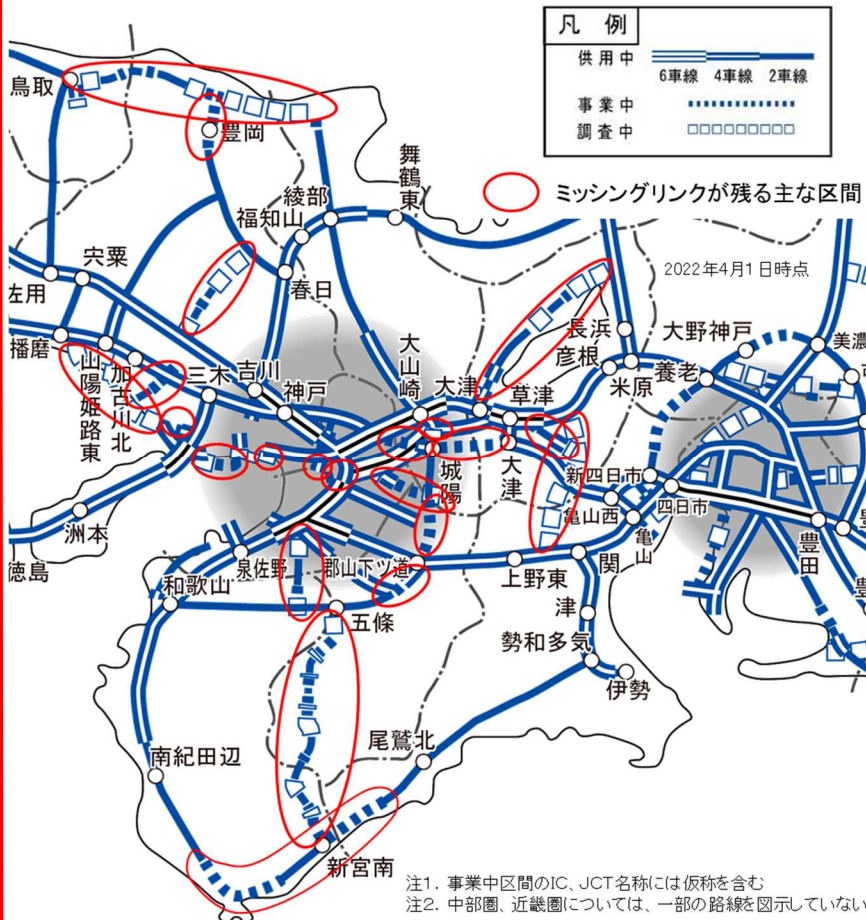 凡 例
供用中
6車線 4車線 2車線
事業中
調査中
ミッシングリンクが残る主な区間
2022年4月1日時点
鳥取
豊岡
舞鶴東
綾部
福知山
春日
宍粟
佐用
播磨
山陽姫路東
加古川北
三木
吉川
神戸
大山崎
大津
草津
長浜
彦根
米原
養老
大野神戸
美濃
城陽
大津
新四日市
四日市
亀山西
亀山
豊田
洲本
徳島
泉佐野
郡山下ツ道
上野東
関
和歌山
五條
津
勢和多気
伊勢
南紀田辺
尾鷲北
新宮南
注1. 事業中区間のIC、JCT名称には仮称を含む
注2. 中部圏、近畿圏については、一部の路線を図示していない